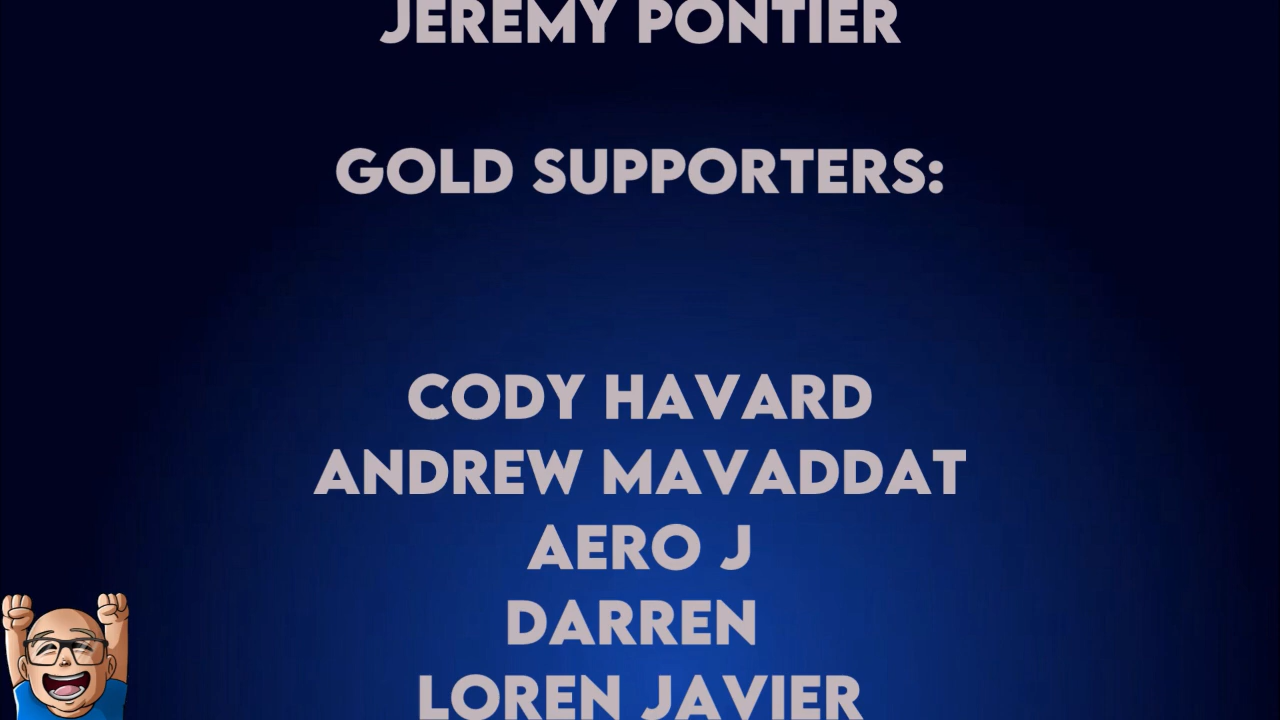 JEREMY PONTIER
GOLD SUPPORTERS:
CODY HAVARD
ANDREW MAVADDAT
AERO J
DARREN
LOREN JAVIER